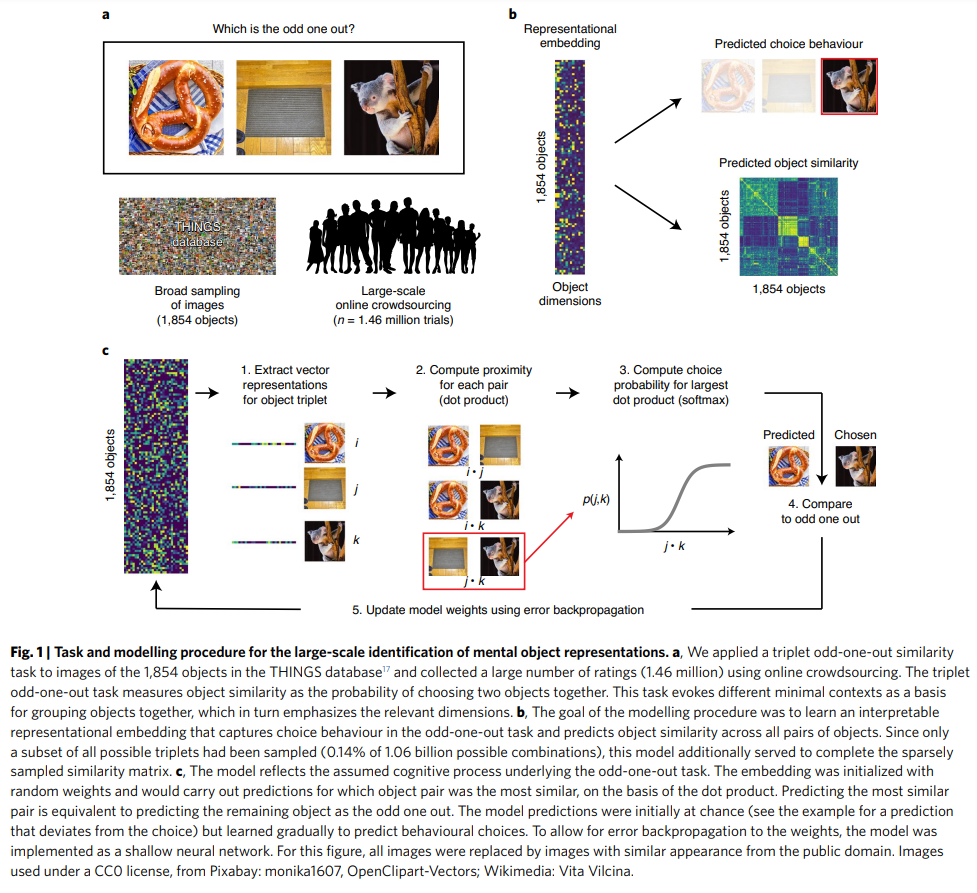 a
Which is the odd one out?
THINGS
database
Broad sampling
of images
(1,854 objects)
Large-scale
online crowdsourcing
(n = 1.46 million trials)
b
Representational
embedding
1,854 objects
Object
dimensions
Predicted choice behaviour
Predicted object similarity
1,854 objects
1,854 objects
c
1,854 objects
1. Extract vector
representations
for object triplet
i
j
k
2. Compute proximity
for each pair
(dot product)
i • j
i • k
j • k
3. Compute choice
probability for largest
dot product (softmax)
p(j,k)
j • k
Predicted
Chosen
4. Compare
to odd one out
5. Update model weights using error backpropagation
Fig. 1 | Task and modelling procedure for the large-scale identification of mental object representations. a, We applied a triplet odd-one-out similarity
task to images of the 1,854 objects in the THINGS database17 and collected a large number of ratings (1.46 million) using online crowdsourcing. The triplet
odd-one-out task measures object similarity as the probability of choosing two objects together. This task evokes different minimal contexts as a basis
for grouping objects together, which in turn emphasizes the relevant dimensions. b, The goal of the modelling procedure was to learn an interpretable
representational embedding that captures choice behaviour in the odd-one-out task and predicts object similarity across all pairs of objects. Since only
a subset of all possible triplets had been sampled (0.14% of 1.06 billion possible combinations), this model additionally served to complete the sparsely
sampled similarity matrix. c, The model reflects the assumed cognitive process underlying the odd-one-out task. The embedding was initialized with
random weights and would carry out predictions for which object pair was the most similar, on the basis of the dot product. Predicting the most similar
pair is equivalent to predicting the remaining object as the odd one out. The model predictions were initially at chance (see the example for a prediction
that deviates from the choice) but learned gradually to predict behavioural choices. To allow for error backpropagation to the weights, the model was
implemented as a shallow neural network. For this figure, all images were replaced by images with similar appearance from the public domain. Images
used under a CC0 license, from Pixabay: monika1607, OpenClipart-Vectors; Wikimedia: Vita Vilcina.